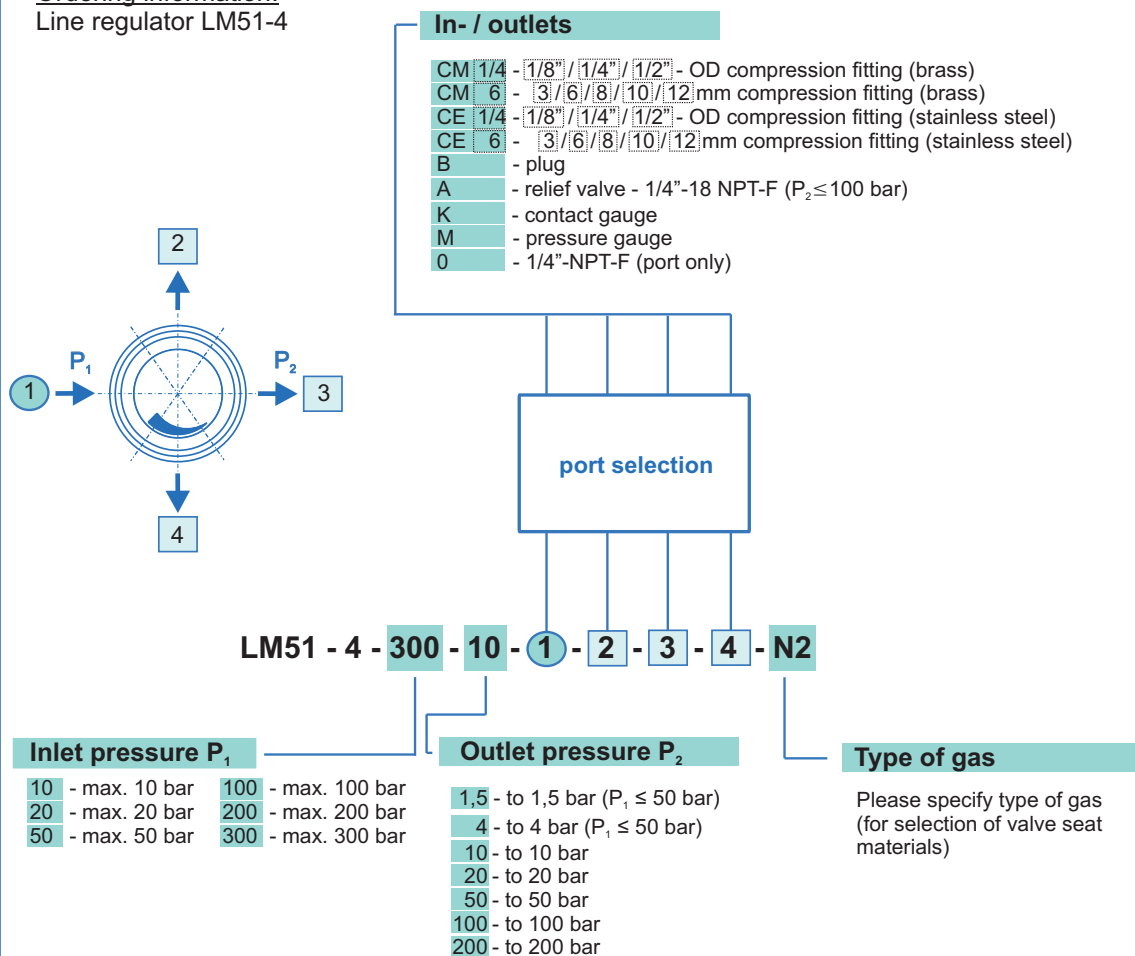 Ordering information:
Line regulator LM51-4
In- / outlets
CM 1/4 - 1/8” / 1/4” / 1/2” - OD compression fitting (brass)
CM 6 - 3 / 6 / 8 / 10 / 12 mm compression fitting (brass)
CE 1/4 - 1/8” / 1/4” / 1/2” - OD compression fitting (stainless steel)
CE 6 - 3 / 6 / 8 / 10 / 12 mm compression fitting (stainless steel)
B - plug
A - relief valve - 1/4”-18 NPT-F (P₂≤100 bar)
K - contact gauge
M - pressure gauge
0 - 1/4”-NPT-F (port only)
2
P₁ P₂
1 3
4
port selection
LM51 - 4 - 300 - 10 - 1 - 2 - 3 - 4 - N2
Inlet pressure P₁
10 - max. 10 bar 100 - max. 100 bar
20 - max. 20 bar 200 - max. 200 bar
50 - max. 50 bar 300 - max. 300 bar
Outlet pressure P₂
1,5 - to 1,5 bar (P₁ ≤ 50 bar)
4 - to 4 bar (P₁ ≤ 50 bar)
10 - to 10 bar
20 - to 20 bar
50 - to 50 bar
100 - to 100 bar
200 - to 200 bar
Type of gas
Please specify type of gas
(for selection of valve seat
materials)